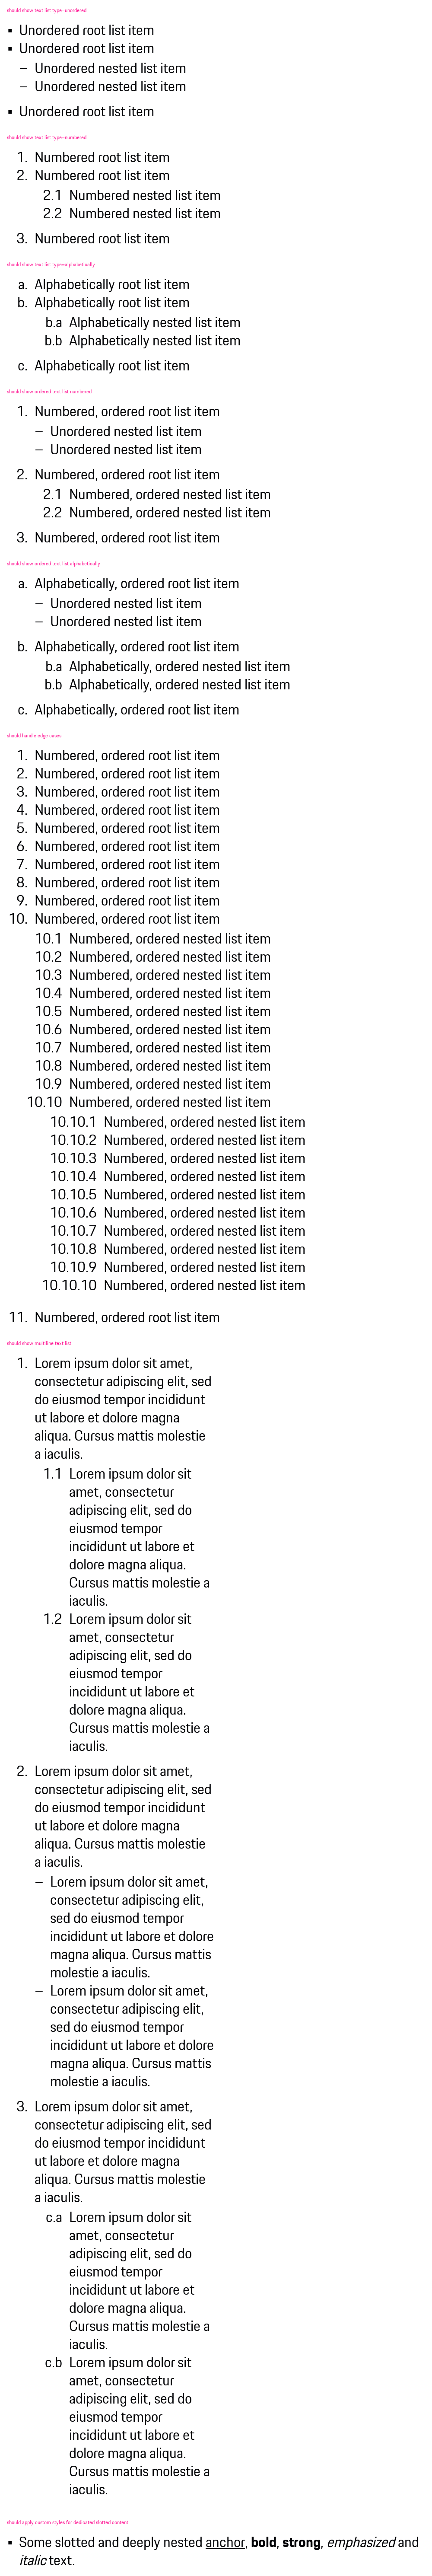 should show text list type=unordered
▪ Unordered root list item
▪ Unordered root list item
– Unordered nested list item
– Unordered nested list item
▪ Unordered root list item
should show text list type=numbered
1. Numbered root list item
2. Numbered root list item
2.1 Numbered nested list item
2.2 Numbered nested list item
3. Numbered root list item
should show text list type=alphabetically
a. Alphabetically root list item
b. Alphabetically root list item
b.a Alphabetically nested list item
b.b Alphabetically nested list item
c. Alphabetically root list item
should show ordered text list numbered
1. Numbered, ordered root list item
– Unordered nested list item
– Unordered nested list item
2. Numbered, ordered root list item
2.1 Numbered, ordered nested list item
2.2 Numbered, ordered nested list item
3. Numbered, ordered root list item
should show ordered text list alphabetically
a. Alphabetically, ordered root list item
– Unordered nested list item
– Unordered nested list item
b. Alphabetically, ordered root list item
b.a Alphabetically, ordered nested list item
b.b Alphabetically, ordered nested list item
c. Alphabetically, ordered root list item
should handle edge cases
1. Numbered, ordered root list item
2. Numbered, ordered root list item
3. Numbered, ordered root list item
4. Numbered, ordered root list item
5. Numbered, ordered root list item
6. Numbered, ordered root list item
7. Numbered, ordered root list item
8. Numbered, ordered root list item
9. Numbered, ordered root list item
10. Numbered, ordered root list item
10.1 Numbered, ordered nested list item
10.2 Numbered, ordered nested list item
10.3 Numbered, ordered nested list item
10.4 Numbered, ordered nested list item
10.5 Numbered, ordered nested list item
10.6 Numbered, ordered nested list item
10.7 Numbered, ordered nested list item
10.8 Numbered, ordered nested list item
10.9 Numbered, ordered nested list item
10.10 Numbered, ordered nested list item
10.10.1 Numbered, ordered nested list item
10.10.2 Numbered, ordered nested list item
10.10.3 Numbered, ordered nested list item
10.10.4 Numbered, ordered nested list item
10.10.5 Numbered, ordered nested list item
10.10.6 Numbered, ordered nested list item
10.10.7 Numbered, ordered nested list item
10.10.8 Numbered, ordered nested list item
10.10.9 Numbered, ordered nested list item
10.10.10 Numbered, ordered nested list item
11. Numbered, ordered root list item
should show multiline text list
1. Lorem ipsum dolor sit amet,
consectetur adipiscing elit, sed
do eiusmod tempor incididunt
ut labore et dolore magna
aliqua. Cursus mattis molestie
a iaculis.
1.1 Lorem ipsum dolor sit
amet, consectetur
adipiscing elit, sed do
eiusmod tempor
incididunt ut labore et
dolore magna aliqua.
Cursus mattis molestie a
iaculis.
1.2 Lorem ipsum dolor sit
amet, consectetur
adipiscing elit, sed do
eiusmod tempor
incididunt ut labore et
dolore magna aliqua.
Cursus mattis molestie a
iaculis.
2. Lorem ipsum dolor sit amet,
consectetur adipiscing elit, sed
do eiusmod tempor incididunt
ut labore et dolore magna
aliqua. Cursus mattis molestie
a iaculis.
– Lorem ipsum dolor sit amet,
consectetur adipiscing elit,
sed do eiusmod tempor
incididunt ut labore et dolore
magna aliqua. Cursus mattis
molestie a iaculis.
– Lorem ipsum dolor sit amet,
consectetur adipiscing elit,
sed do eiusmod tempor
incididunt ut labore et dolore
magna aliqua. Cursus mattis
molestie a iaculis.
3. Lorem ipsum dolor sit amet,
consectetur adipiscing elit, sed
do eiusmod tempor incididunt
ut labore et dolore magna
aliqua. Cursus mattis molestie
a iaculis.
c.a Lorem ipsum dolor sit
amet, consectetur
adipiscing elit, sed do
eiusmod tempor
incididunt ut labore et
dolore magna aliqua.
Cursus mattis molestie a
iaculis.
c.b Lorem ipsum dolor sit
amet, consectetur
adipiscing elit, sed do
eiusmod tempor
incididunt ut labore et
dolore magna aliqua.
Cursus mattis molestie a
iaculis.
should apply custom styles for dedicated slotted content
▪ Some slotted and deeply nested anchor, bold, strong, emphasized and
italic text.